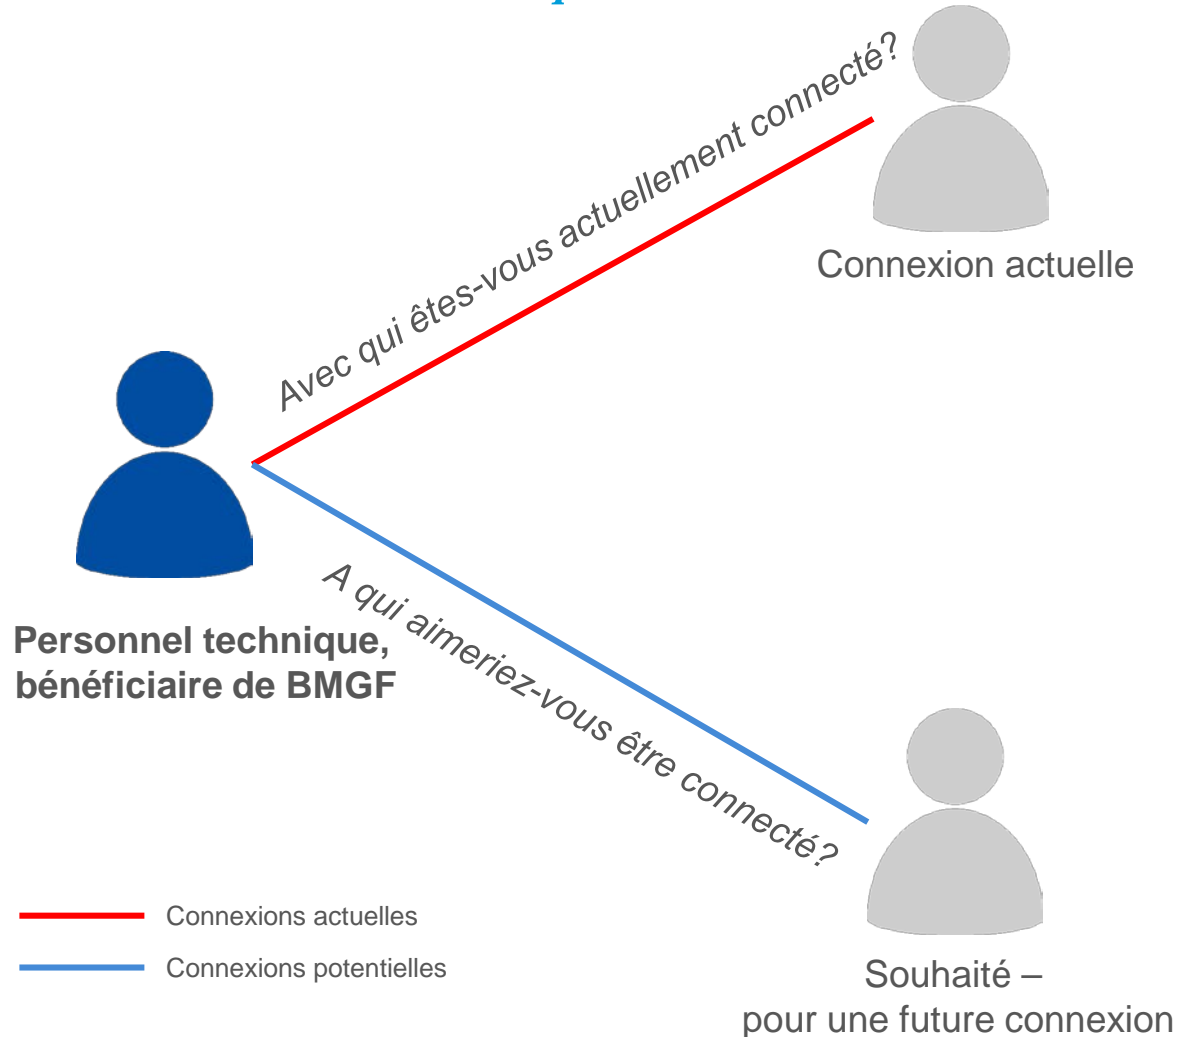 Avec qui êtes-vous actuellement connecté?
Connexion actuelle
Personnel technique,
bénéficiaire de BMGF
A qui aimeriez-vous être connecté?
Connexions actuelles
Connexions potentielles
Souhaité –
pour une future connexion